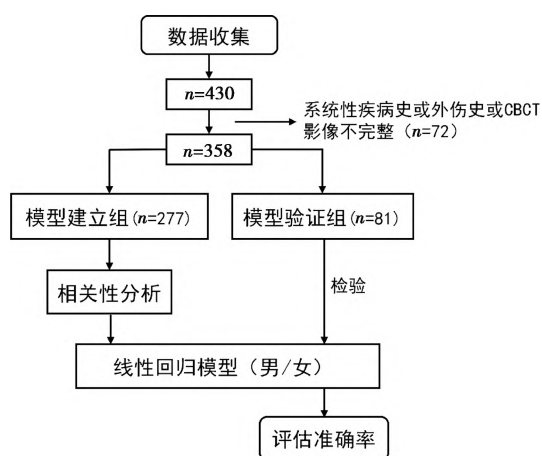 数据收集
n=430
系统性疾病史或外伤史或CBCT
影像不完整（n=72）
n=358
模型建立组(n=277)
模型验证组(n=81)
相关性分析
检验
线性回归模型（男/女）
评估准确率